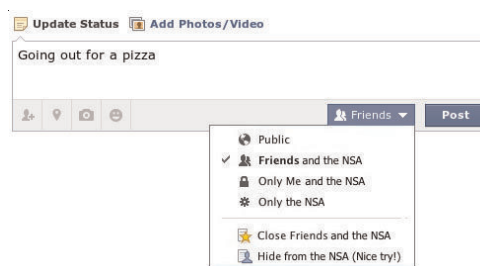 Update Status Add Photos/Video
Going out for a pizza
Friends Post
Public
Friends and the NSA
Only Me and the NSA
Only the NSA
Close Friends and the NSA
Hide from the NSA (Nice try!)